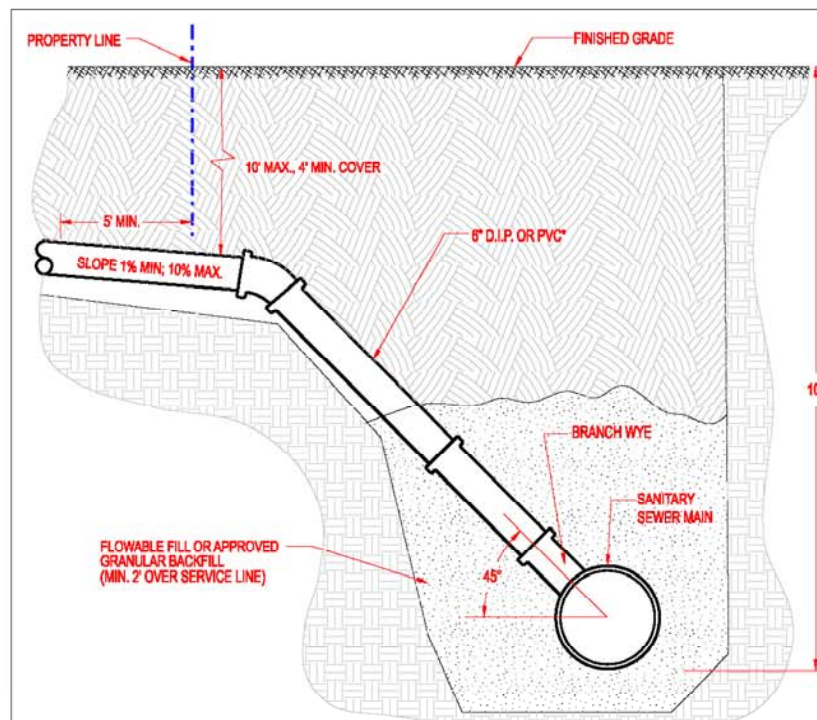 PROPERTY LINE
FINISHED GRADE
10' MAX., 4' MIN. COVER
5' MIN.
6" D.I.P. OR PVC*
SLOPE 1% MIN; 10% MAX.
10
BRANCH WYE
SANITARY
SEWER MAIN
FLOWABLE FILL OR APPROVED
GRANULAR BACKFILL
(MIN. 2' OVER SERVICE LINE)
45°